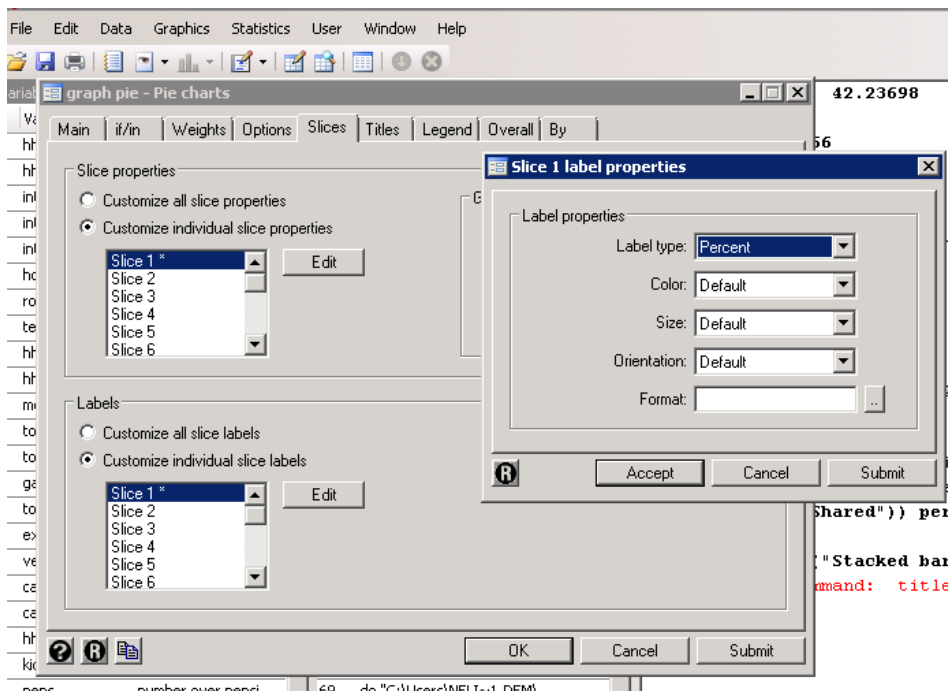 File Edit Data Graphics Statistics User Window Help
graph pie - Pie charts
42.23698
Main if/in Weights Options Slices Titles Legend Overall By
56
Slice properties
Customize all slice properties
Customize individual slice properties
Slice 1 *
Slice 2
Slice 3
Slice 4
Slice 5
Slice 6
Edit
Labels
Customize all slice labels
Customize individual slice labels
Slice 1 *
Slice 2
Slice 3
Slice 4
Slice 5
Slice 6
Edit
OK Cancel Submit
Slice 1 label properties
Label properties
Label type: Percent
Color: Default
Size: Default
Orientation: Default
Format: ..
R Accept Cancel Submit
Shared")) per
("Stacked bar
mmand: title
? R